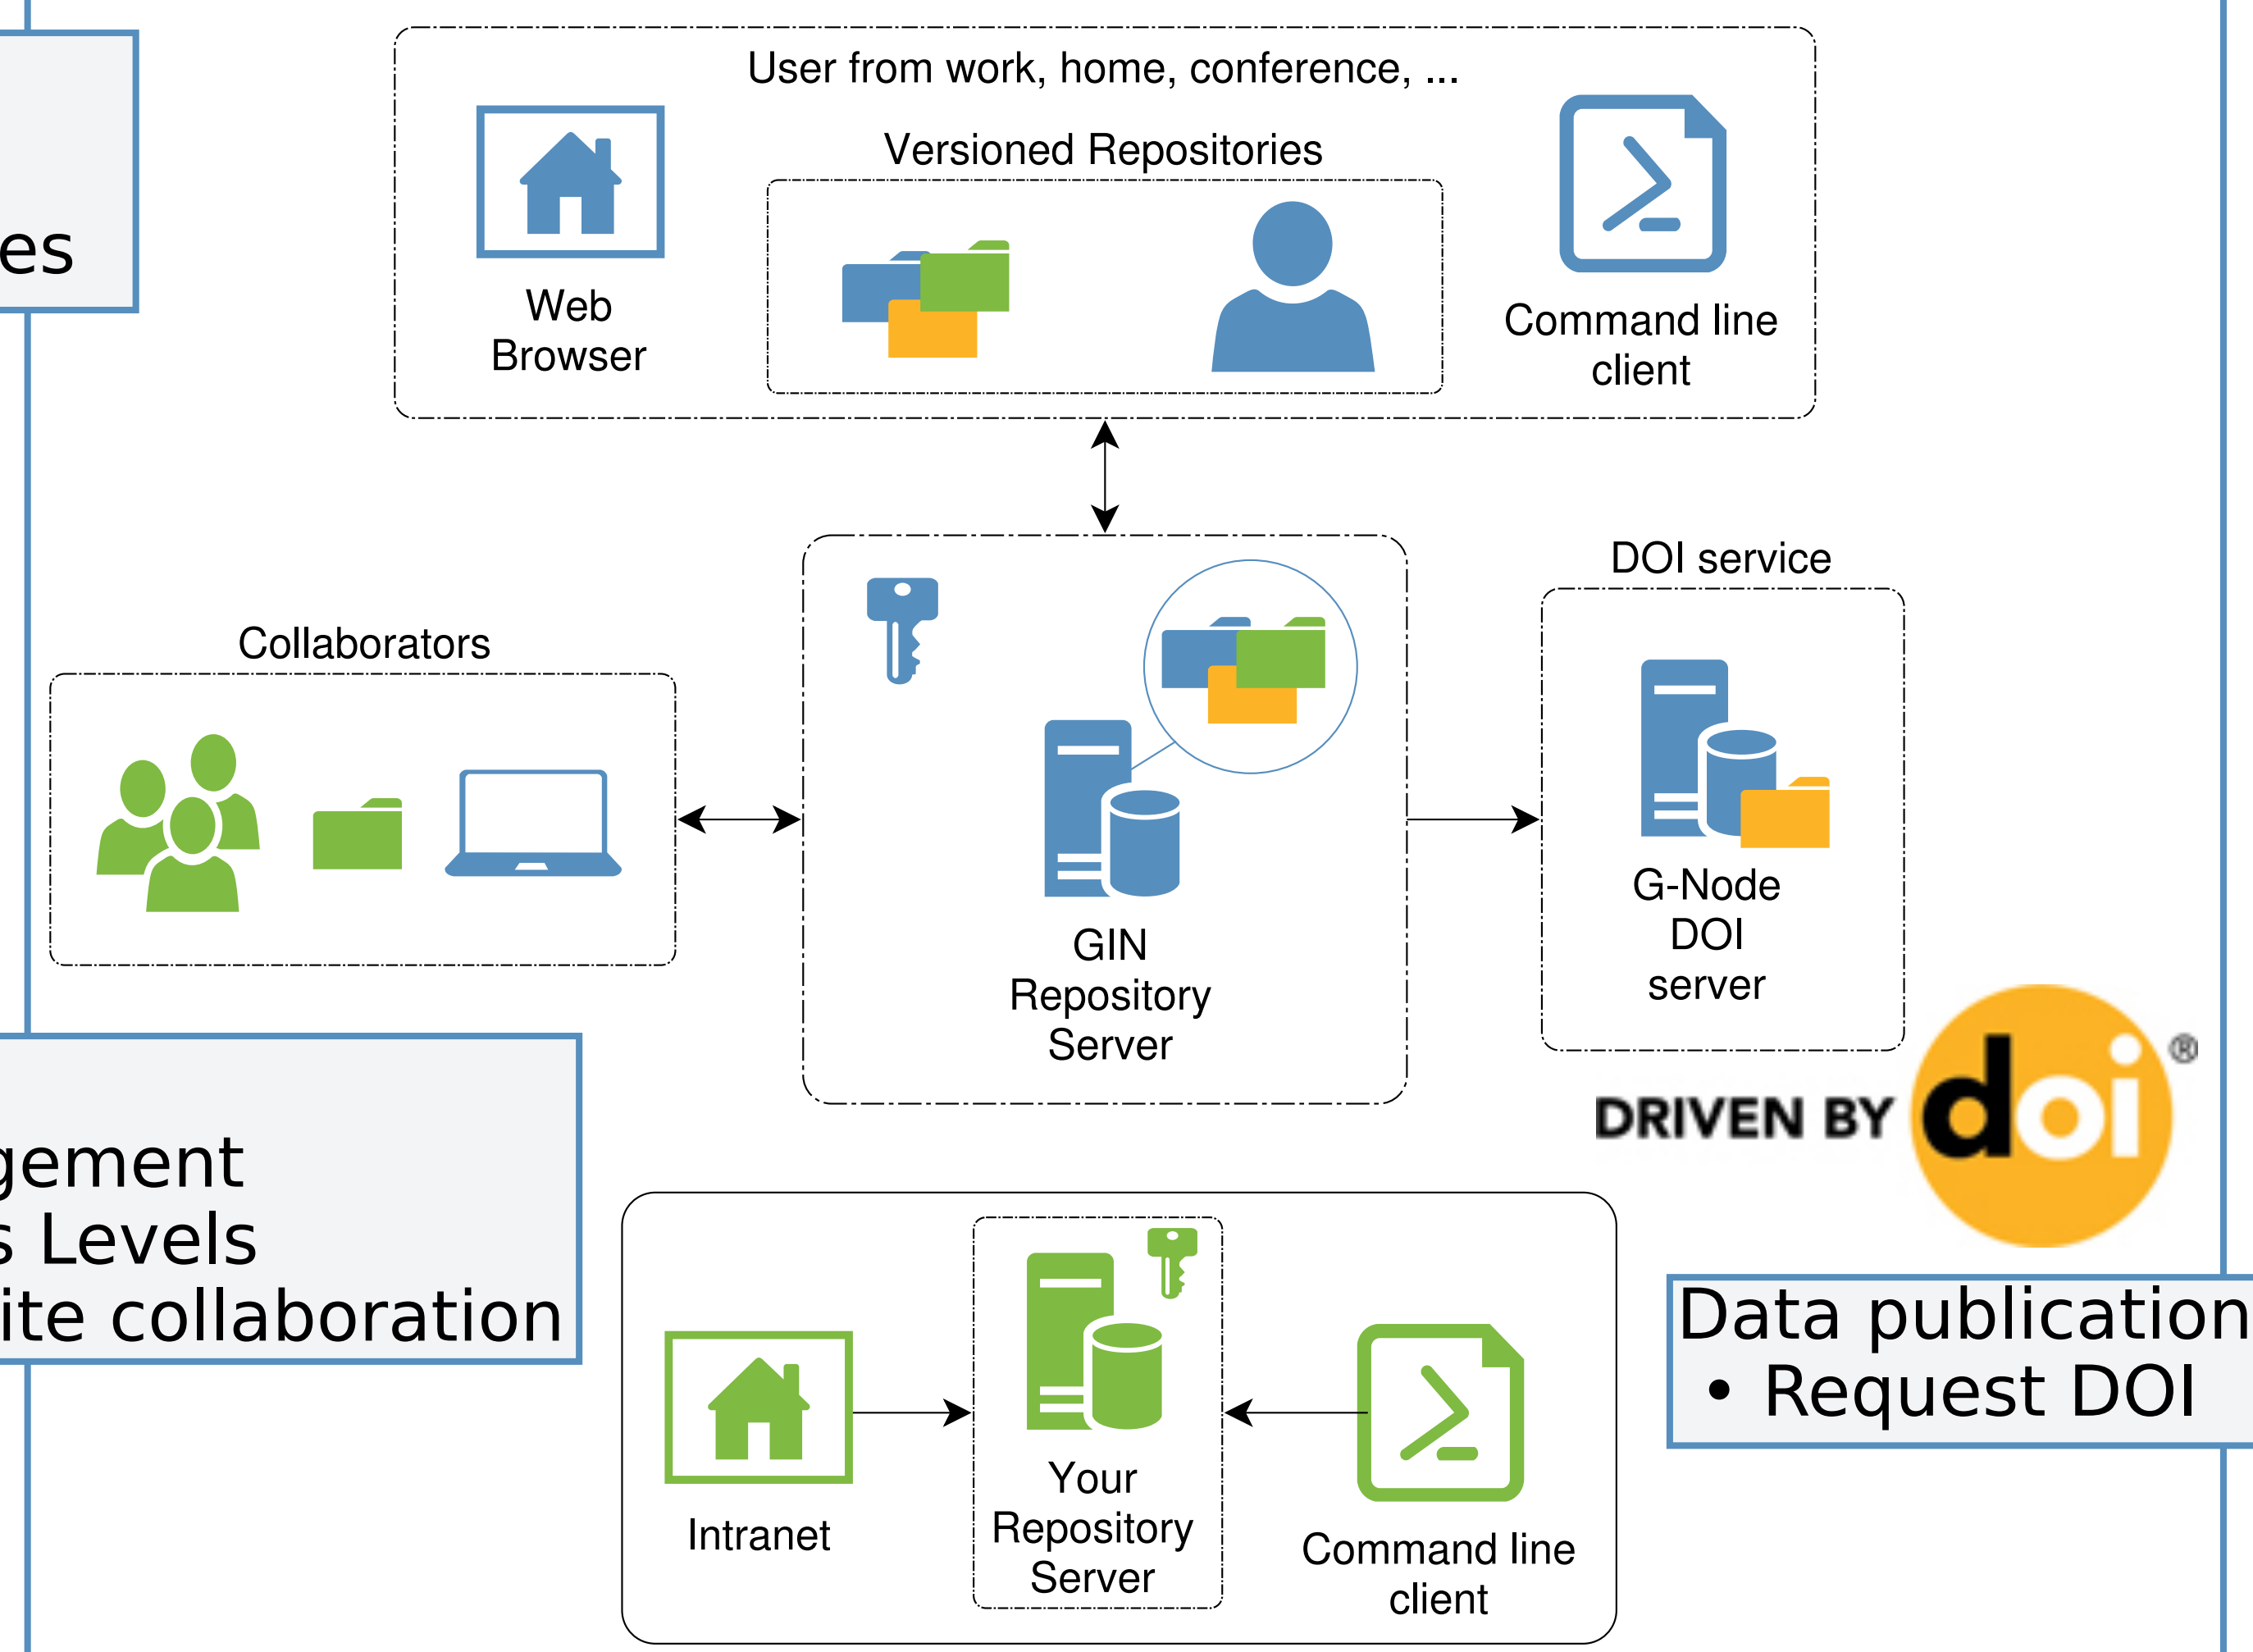 User from work, home, conference, ...
Versioned Repositories
es
Web
Browser
Command line
client
DOI service
Collaborators
G-Node
DOI
server
GIN
Repository
Server
DRIVEN BY doi®
gement
s Levels
ite collaboration
Data publication
• Request DOI
Intranet
Your
Repository
Server
Command line
client